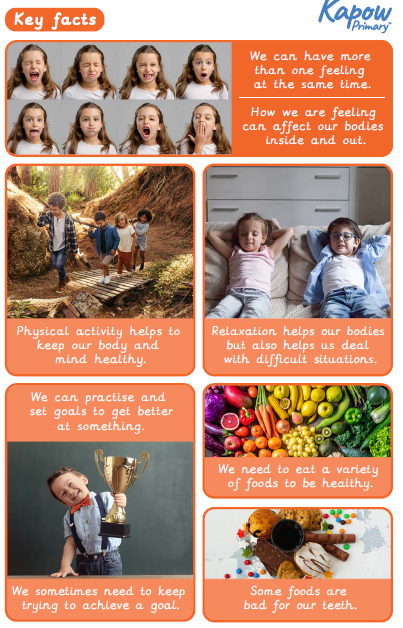 Key facts
Kapow
Primary™
We can have more
than one feeling
at the same time.
How we are feeling
can affect our bodies
inside and out.
Physical activity helps to
keep our body and
mind healthy.
Relaxation helps our bodies
but also helps us deal
with difficult situations.
We can practise and
set goals to get better
at something.
We sometimes need to keep
trying to achieve a goal.
We need to eat a variety
of foods to be healthy.
Some foods are
bad for our teeth.